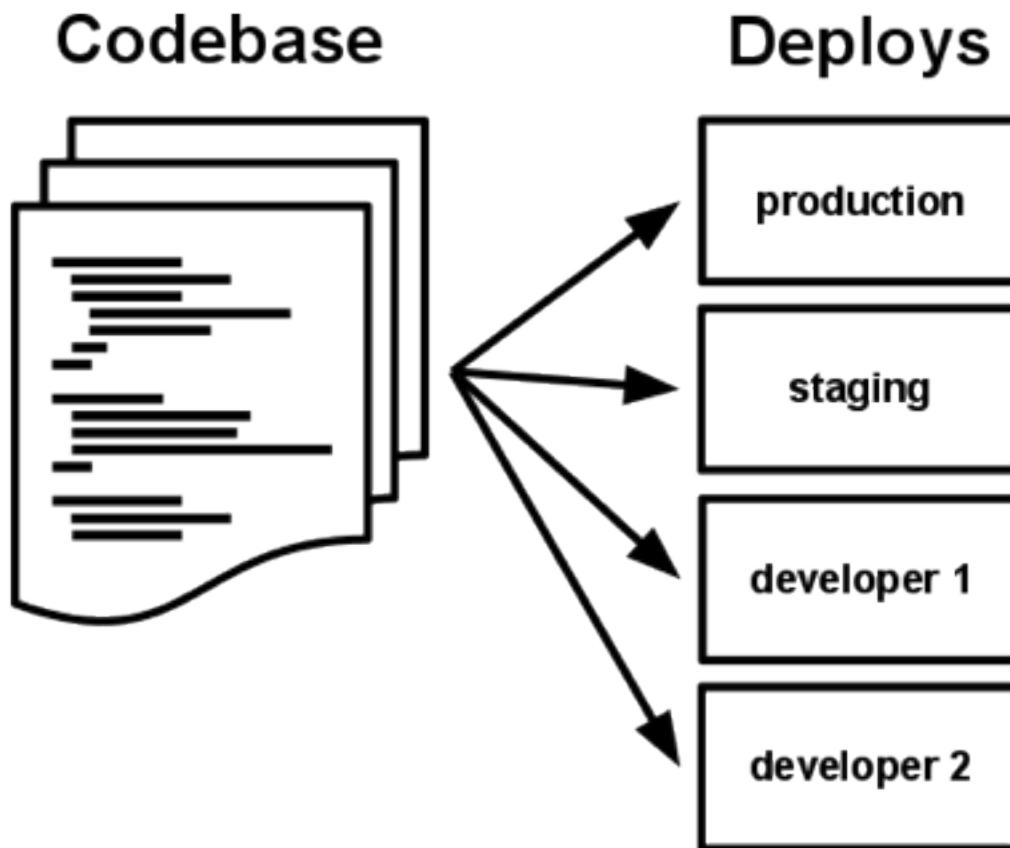 Codebase
Deploys
production
staging
developer 1
developer 2